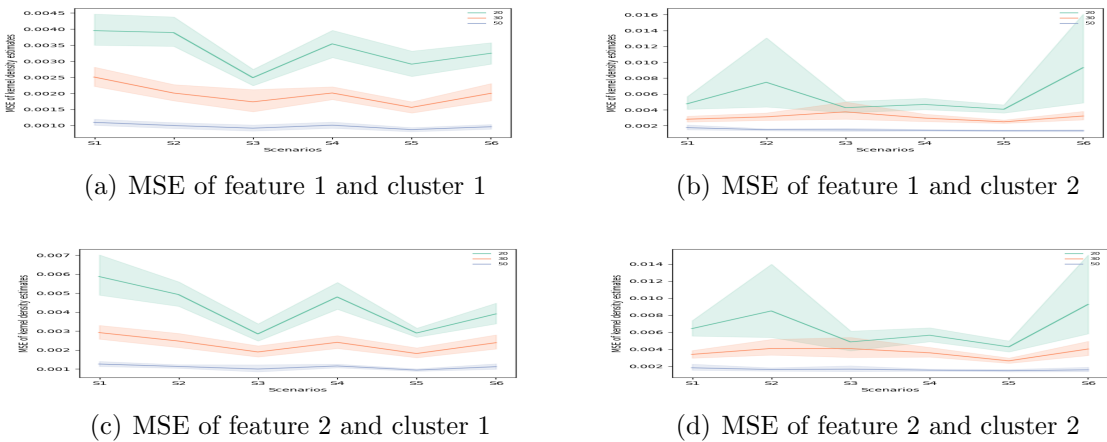 0.0045
0.0040
0.0035
0.0030
0.0025
0.0020
0.0015
0.0010
MSE of kernel density estimates
20
30
50
S1 S2 S3 S4 S5 S6
Scenarios
(a) MSE of feature 1 and cluster 1
0.016
0.014
0.012
0.010
0.008
0.006
0.004
0.002
MSE of kernel density estimates
20
30
50
S1 S2 S3 S4 S5 S6
Scenarios
(b) MSE of feature 1 and cluster 2
0.007
0.006
0.005
0.004
0.003
0.002
0.001
MSE of kernel density estimates
20
30
50
S1 S2 S3 S4 S5 S6
Scenarios
(c) MSE of feature 2 and cluster 1
0.014
0.012
0.010
0.008
0.006
0.004
0.002
MSE of kernel density estimates
20
30
50
S1 S2 S3 S4 S5 S6
Scenarios
(d) MSE of feature 2 and cluster 2